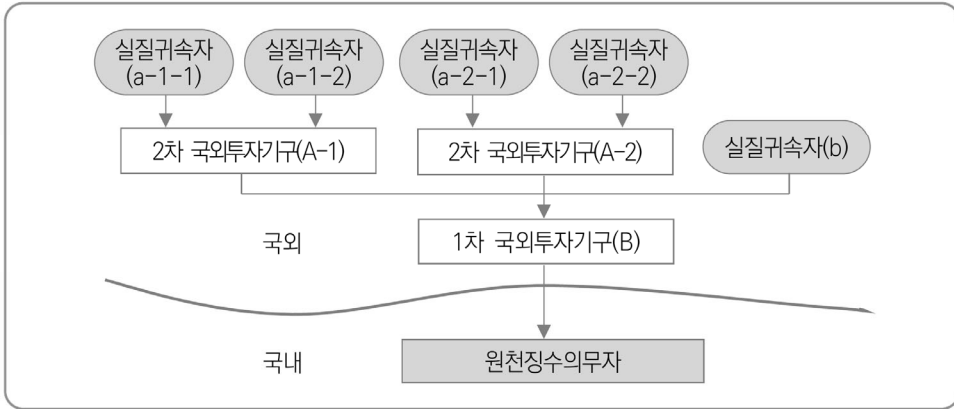 실질귀속자
(a-1-1)
실질귀속자
(a-1-2)
실질귀속자
(a-2-1)
실질귀속자
(a-2-2)
2차 국외투자기구(A-1)
2차 국외투자기구(A-2)
실질귀속자(b)
국외
1차 국외투자기구(B)
국내
원천징수의무자